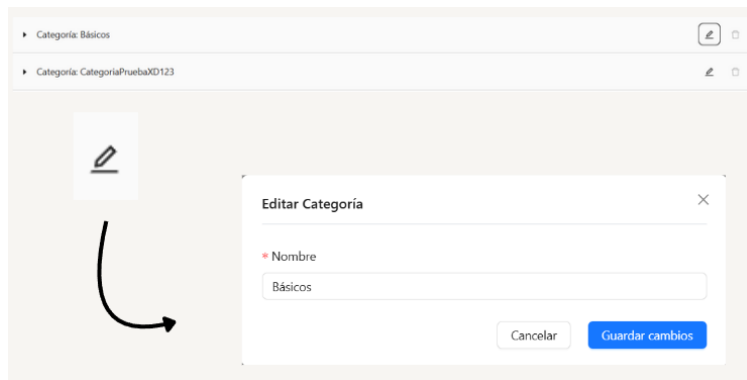 Categoría: Básicos
Categoría: CategoriaPruebaXD123
Editar Categoría
* Nombre
Básicos
Cancelar
Guardar cambios